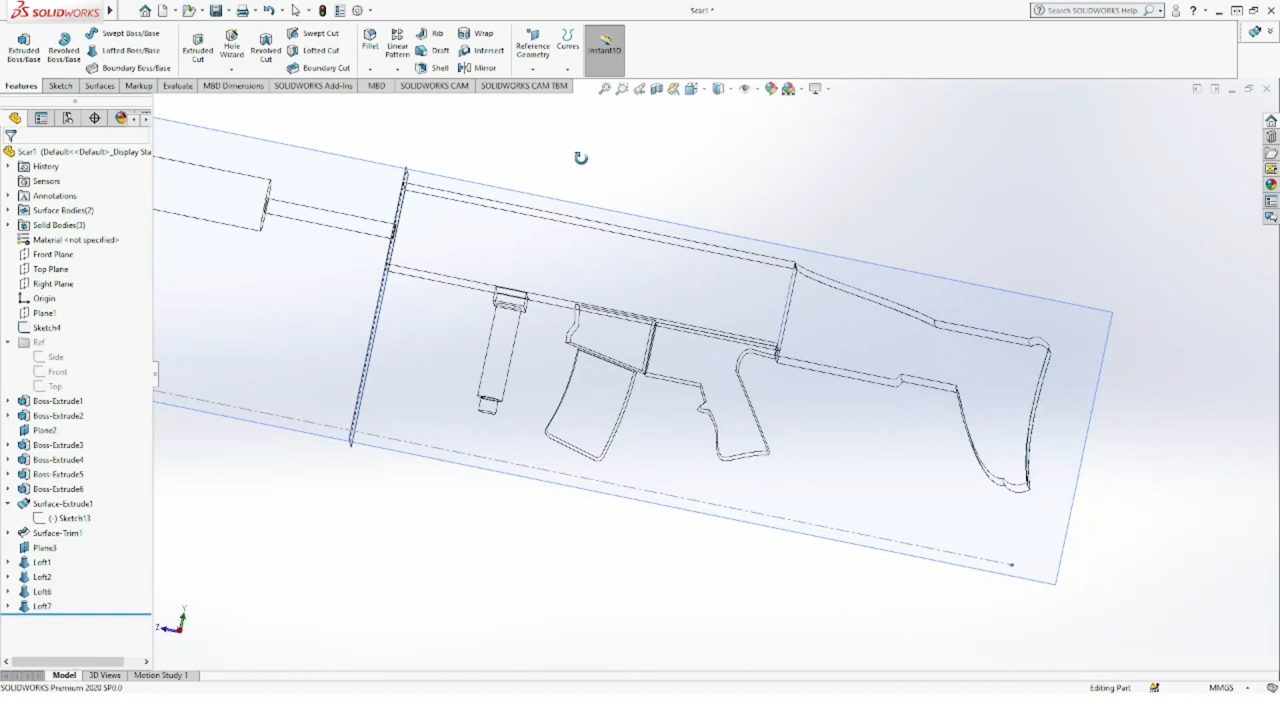 SOLIDWORKS
Scar1 *
Search SOLIDWORKS Help
Extruded Boss/Base
Revolved Boss/Base
Swept Boss/Base
Lofted Boss/Base
Boundary Boss/Base
Extruded Cut
Hole Wizard
Revolved Cut
Swept Cut
Lofted Cut
Boundary Cut
Fillet
Linear Pattern
Rib
Draft
Shell
Wrap
Intersect
Mirror
Reference Geometry
Curves
Instant3D
Features Sketch Surfaces Markup Evaluate MBD Dimensions SOLIDWORKS Add-Ins MBD SOLIDWORKS CAM SOLIDWORKS CAM TBM
Scar1 (Default<<Default>_Display Sta
History
Sensors
Annotations
Surface Bodies(2)
Solid Bodies(3)
Material <not specified>
Front Plane
Top Plane
Right Plane
Origin
Plane1
Sketch4
Ref
Side
Front
Top
Boss-Extrude1
Boss-Extrude2
Plane2
Boss-Extrude3
Boss-Extrude4
Boss-Extrude5
Boss-Extrude6
Surface-Extrude1
(-) Sketch13
Surface-Trim1
Plane3
Loft1
Loft2
Loft6
Loft7
Y
Z
Model 3D Views Motion Study 1
SOLIDWORKS Premium 2020 SP0.0
Editing Part
MMGS